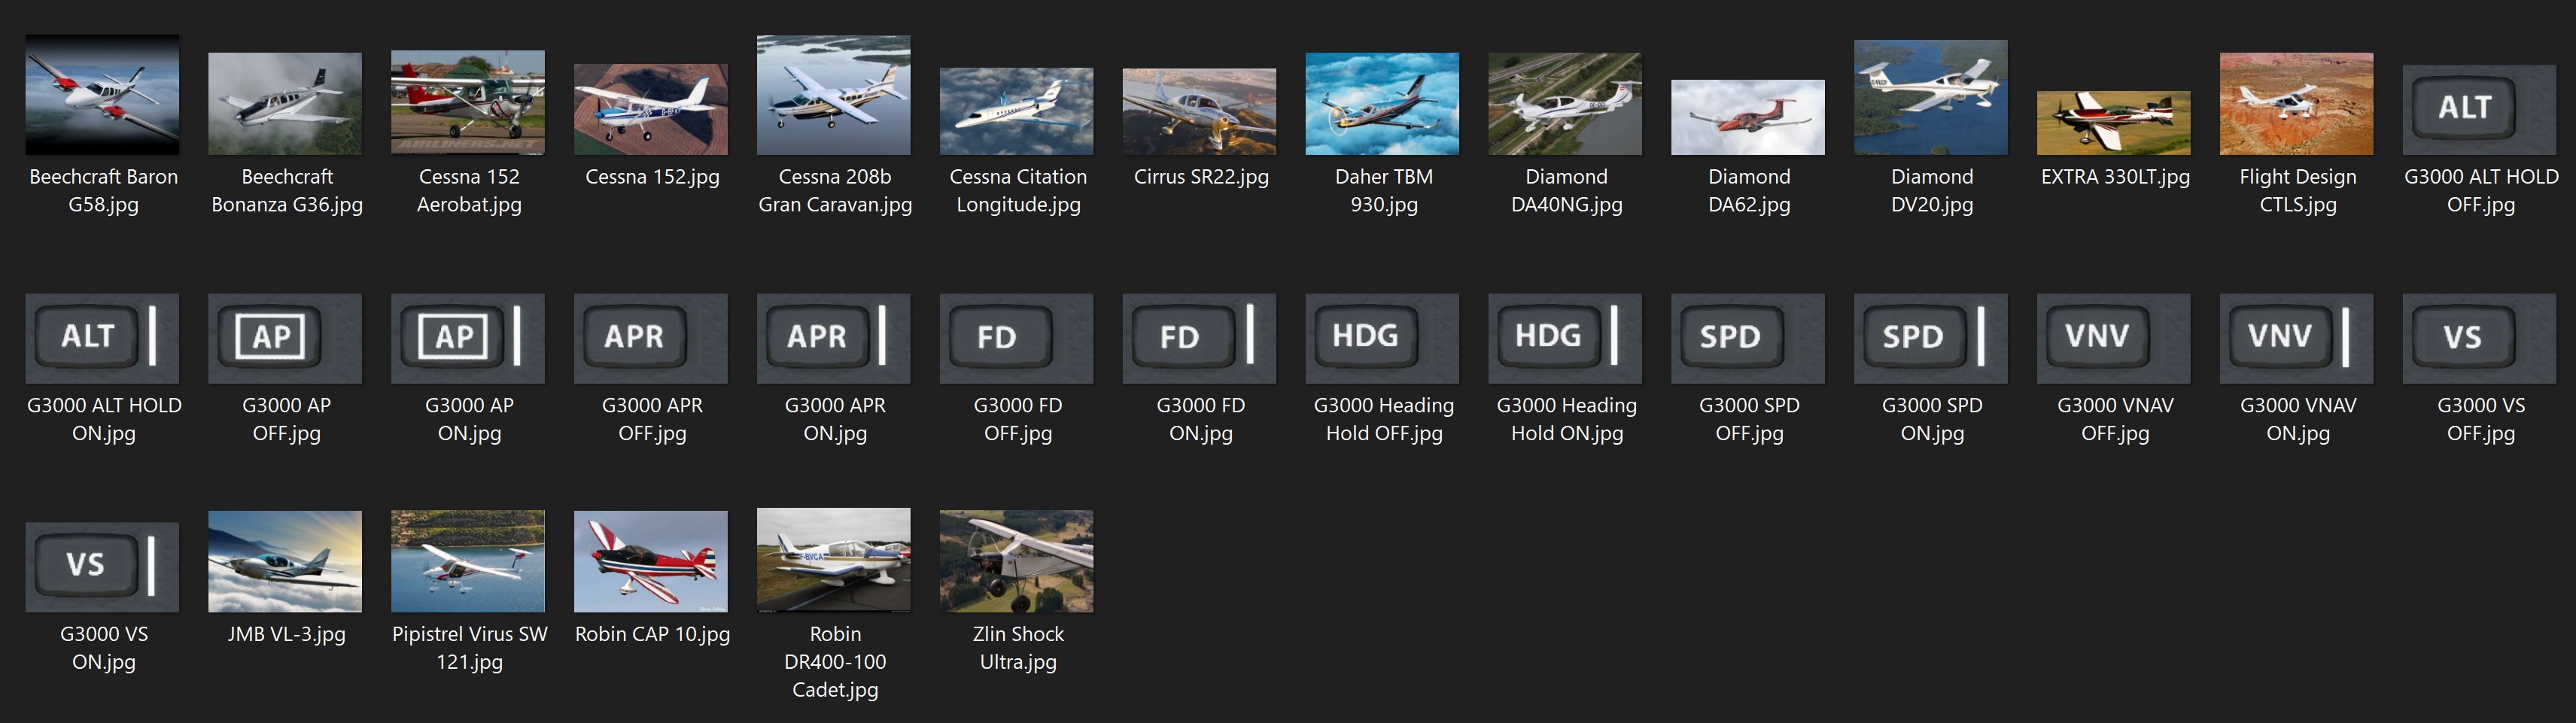 AIRLINERS.NET
Beechcraft Baron
G58.jpg
Beechcraft
Bonanza G36.jpg
Cessna 152
Aerobat.jpg
Cessna 152.jpg
Cessna 208b
Gran Caravan.jpg
Cessna Citation
Longitude.jpg
Cirrus SR22.jpg
Daher TBM
930.jpg
Diamond
DA40NG.jpg
Diamond
DA62.jpg
Diamond
DV20.jpg
EXTRA 330LT.jpg
Flight Design
CTLS.jpg
ALT
G3000 ALT HOLD
OFF.jpg
ALT
G3000 ALT HOLD
ON.jpg
AP
G3000 AP
OFF.jpg
AP
G3000 AP
ON.jpg
APR
G3000 APR
OFF.jpg
APR
G3000 APR
ON.jpg
FD
G3000 FD
OFF.jpg
FD
G3000 FD
ON.jpg
HDG
G3000 Heading
Hold OFF.jpg
HDG
G3000 Heading
Hold ON.jpg
SPD
G3000 SPD
OFF.jpg
SPD
G3000 SPD
ON.jpg
VNV
G3000 VNAV
OFF.jpg
VNV
G3000 VNAV
ON.jpg
VS
G3000 VS
OFF.jpg
VS
G3000 VS
ON.jpg
JMB VL-3.jpg
Pipistrel Virus SW
121.jpg
Robin CAP 10.jpg
F-BVCA
Robin
DR400-100
Cadet.jpg
Zlin Shock
Ultra.jpg